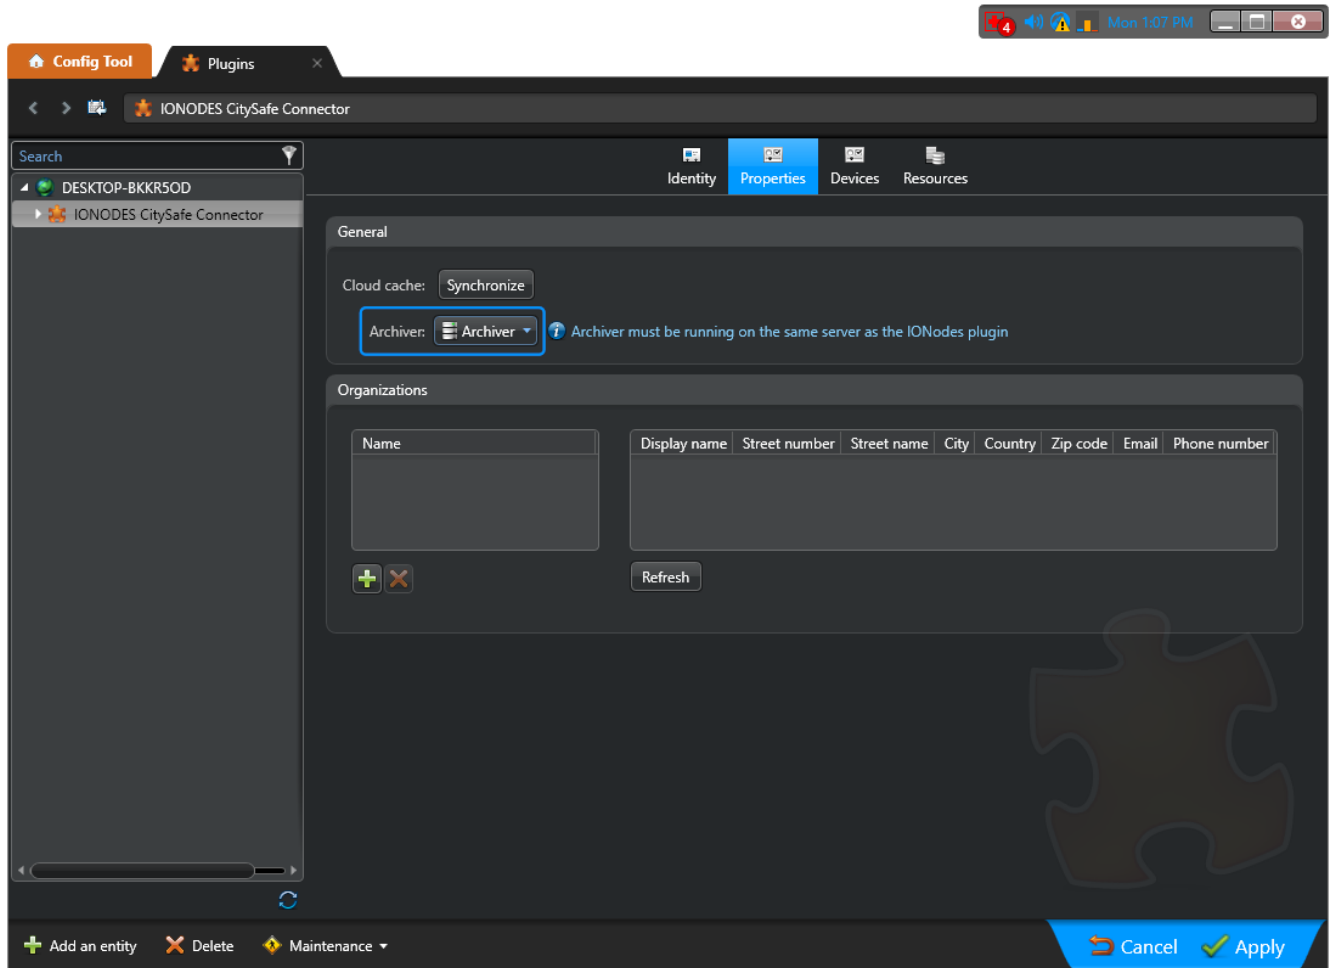 4 Mon 1:07 PM
Config Tool Plugins
IONODES CitySafe Connector
Search
DESKTOP-BKKR5OD
IONODES CitySafe Connector
Identity Properties Devices Resources
General
Cloud cache: Synchronize
Archiver: Archiver Archiver must be running on the same server as the IONodes plugin
Organizations
Name
Display name Street number Street name City Country Zip code Email Phone number
Refresh
Add an entity Delete Maintenance Cancel Apply